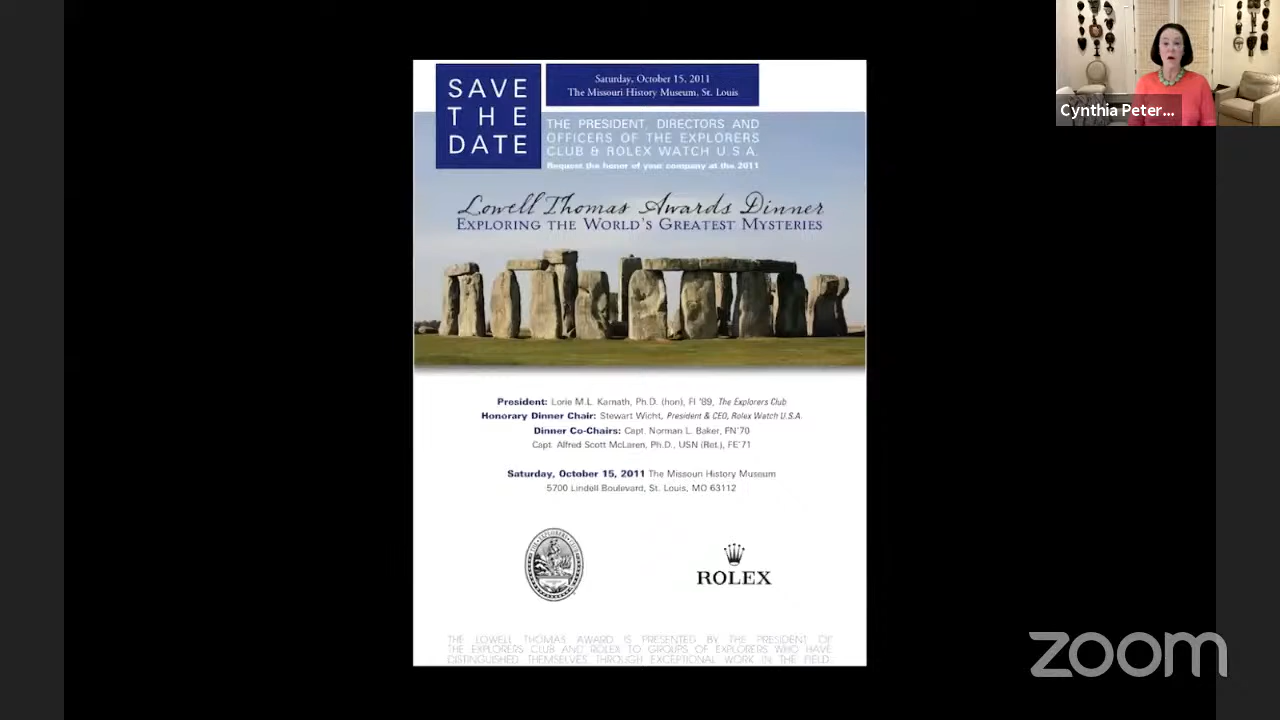 SAVE
THE
DATE
Saturday, October 15, 2011
The Missouri History Museum, St. Louis
THE PRESIDENT, DIRECTORS AND
OFFICERS OF THE EXPLORERS
CLUB & ROLEX WATCH U.S.A.
Request the honor of your company at the 2011
Lowell Thomas Awards Dinner
EXPLORING THE WORLD'S GREATEST MYSTERIES
President: Lorie M.L. Karnath, Ph.D. (hon), FI '89, The Explorers Club
Honorary Dinner Chair: Stewart Wicht, President & CEO, Rolex Watch U.S.A.
Dinner Co-Chairs: Capt. Norman L. Baker, FN'70
Capt. Alfred Scott McLaren, Ph.D., USN (Ret.), FE'71
Saturday, October 15, 2011 The Missouri History Museum
5700 Lindell Boulevard, St. Louis, MO 63112
ROLEX
THE LOWELL THOMAS AWARD IS PRESENTED BY THE PRESIDENT OF
THE EXPLORERS CLUB AND ROLEX TO GROUPS OF EXPLORERS WHO HAVE
DISTINGUISHED THEMSELVES THROUGH EXCEPTIONAL WORK IN THE FIELD.
Cynthia Peter...
zoom